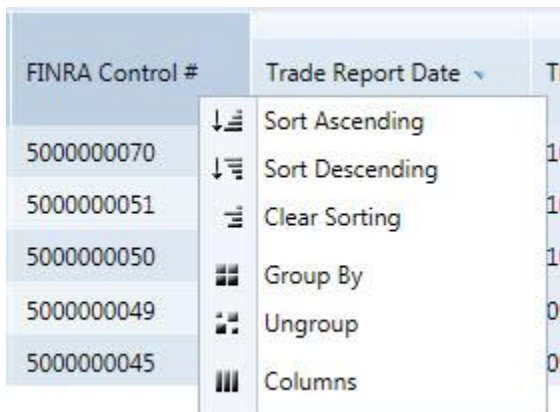 FINRA Control # Trade Report Date T
Sort Ascending
5000000070
Sort Descending
5000000051
Clear Sorting
5000000050
Group By
5000000049
Ungroup
5000000045
Columns